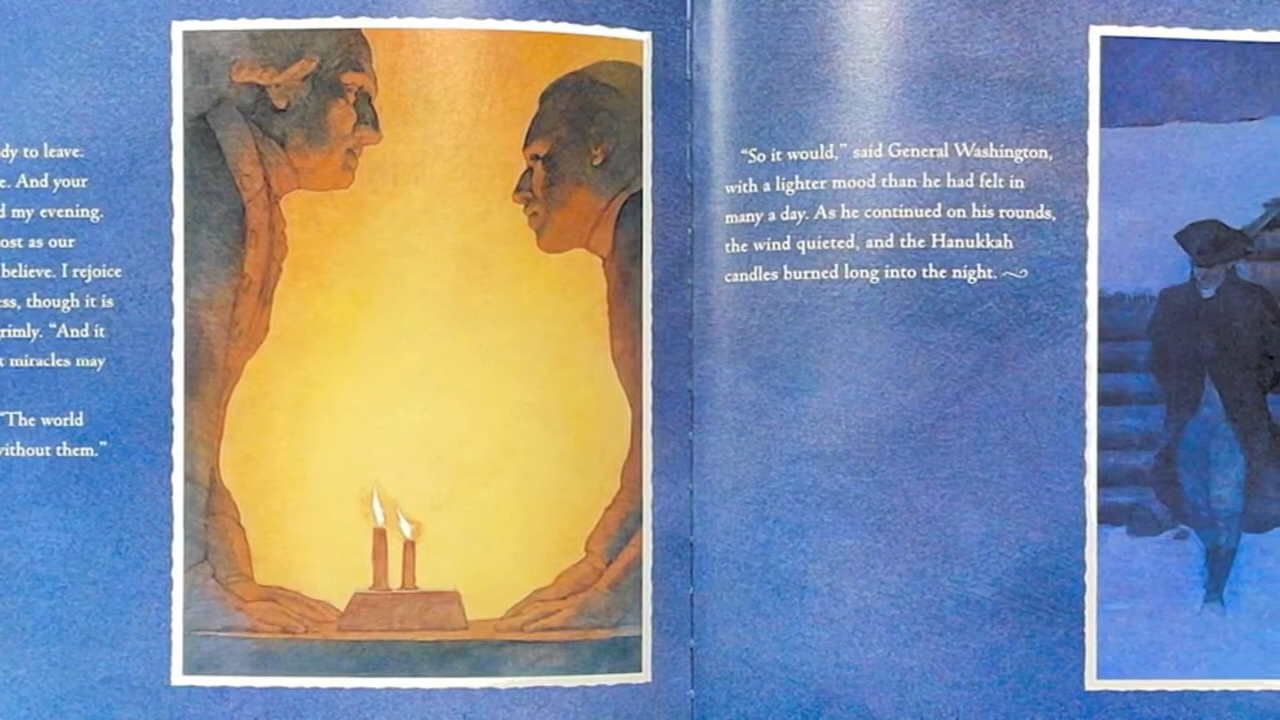 dy to leave.
e. And your
d my evening.
ost as our
believe. I rejoice
ss, though it is
rimly. “And it
t miracles may
“The world
without them.”
“So it would,” said General Washington,
with a lighter mood than he had felt in
many a day. As he continued on his rounds,
the wind quieted, and the Hanukkah
candles burned long into the night.